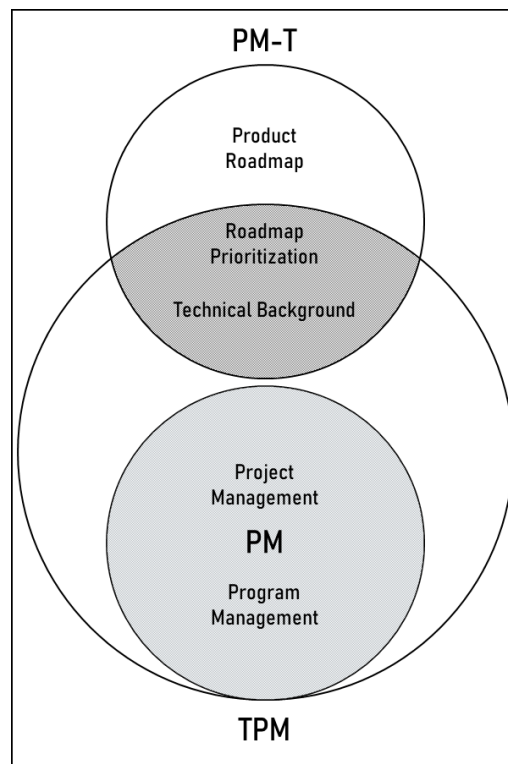 PM-T
Product
Roadmap
Roadmap
Prioritization
Technical Background
Project
Management
PM
Program
Management
TPM